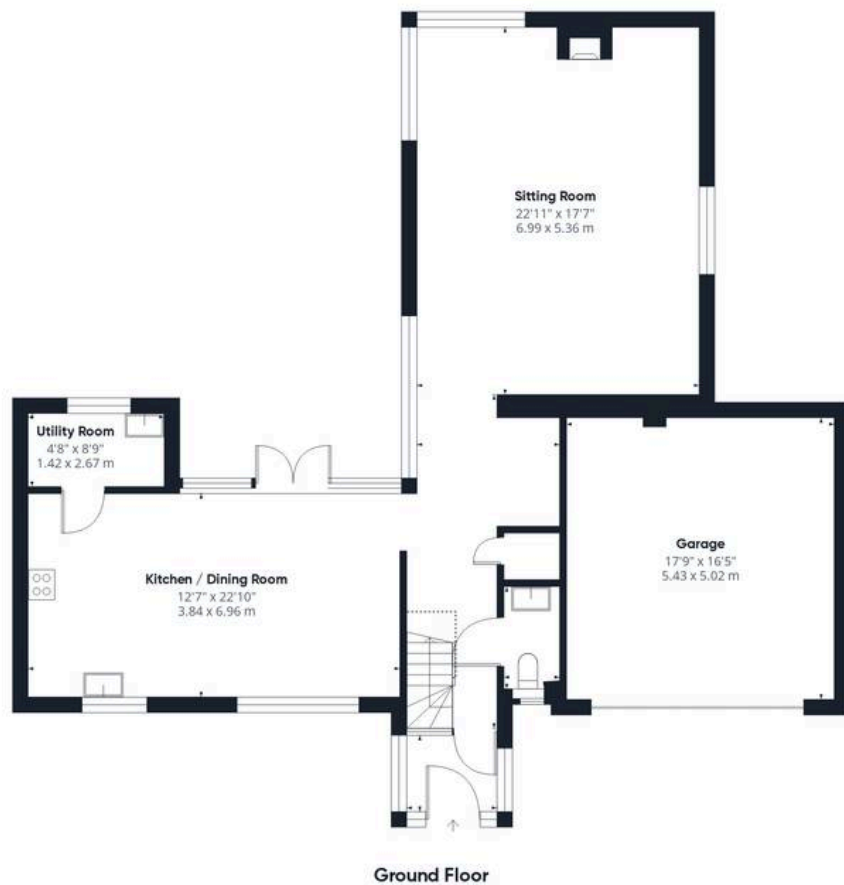 Sitting Room
22'11" x 17'7"
6.99 x 5.36 m
Utility Room
4'8" x 8'9"
1.42 x 2.67 m
Kitchen / Dining Room
12'7" x 22'10"
3.84 x 6.96 m
Garage
17'9" x 16'5"
5.43 x 5.02 m
Ground Floor